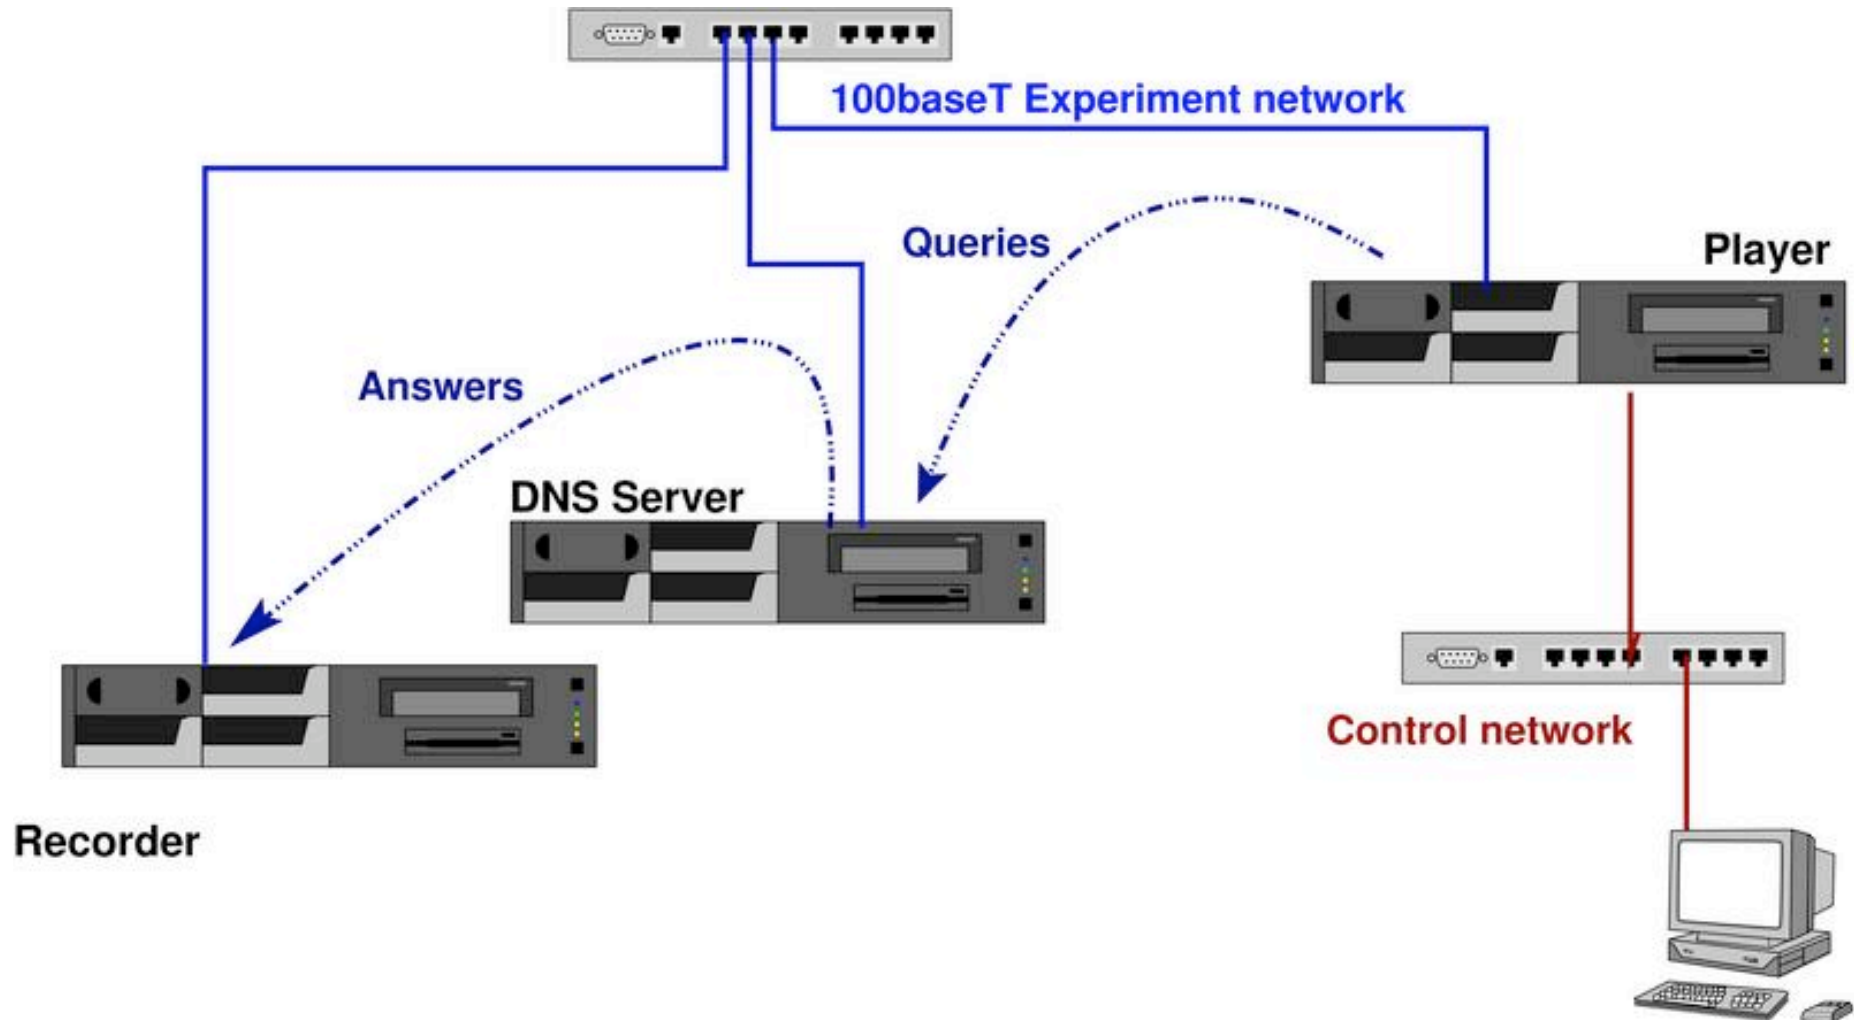 100baseT Experiment network
Queries
Player
Answers
DNS Server
Control network
Recorder